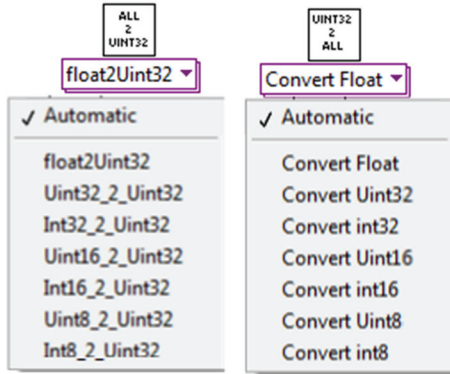 ALL
2
UINT32
float2Uint32
Automatic
float2Uint32
Uint32_2_Uint32
Int32_2_Uint32
Uint16_2_Uint32
Int16_2_Uint32
Uint8_2_Uint32
Int8_2_Uint32
UINT32
2
ALL
Convert Float
Automatic
Convert Float
Convert Uint32
Convert int32
Convert Uint16
Convert int16
Convert Uint8
Convert int8